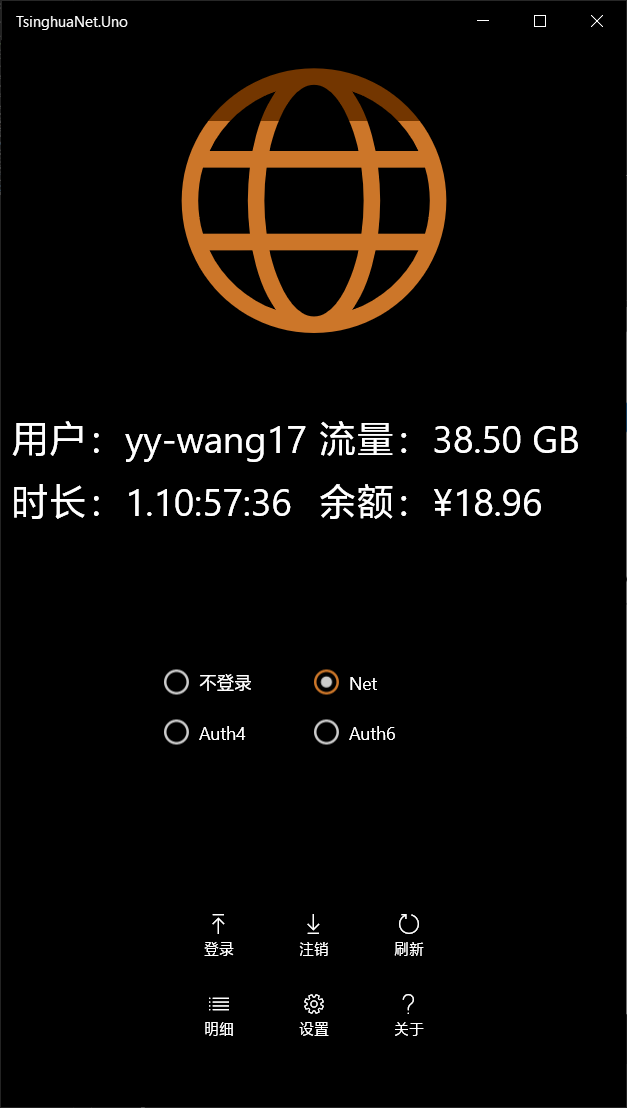 TsinghuaNet.Uno
用户：yy-wang17 流量：38.50 GB
时长：1.10:57:36 余额：¥18.96
不登录 Net
Auth4 Auth6
登录 注销 刷新
明细 设置 关于